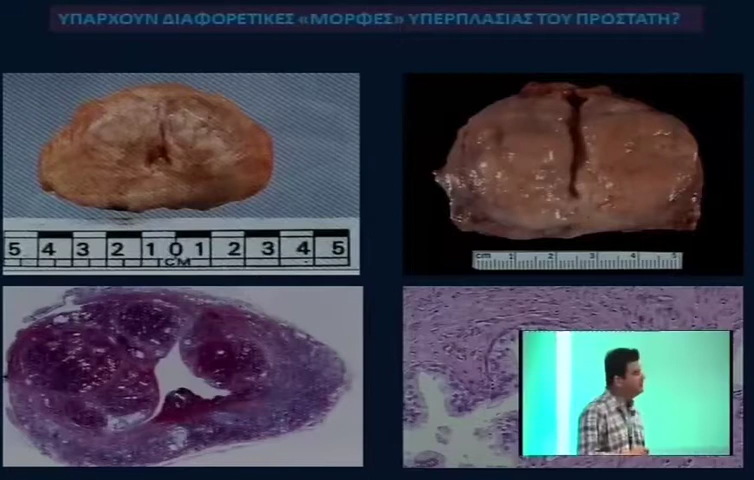 ΥΠΑΡΧΟΥΝ ΔΙΑΦΟΡΕΤΙΚΕΣ «ΜΟΡΦΕΣ» ΥΠΕΡΠΛΑΣΙΑΣ ΤΟΥ ΠΡΟΣΤΑΤΗ?
5 4 3 2 1 0 1 2 3 4 5
CM
cm 1 2 3 4 5